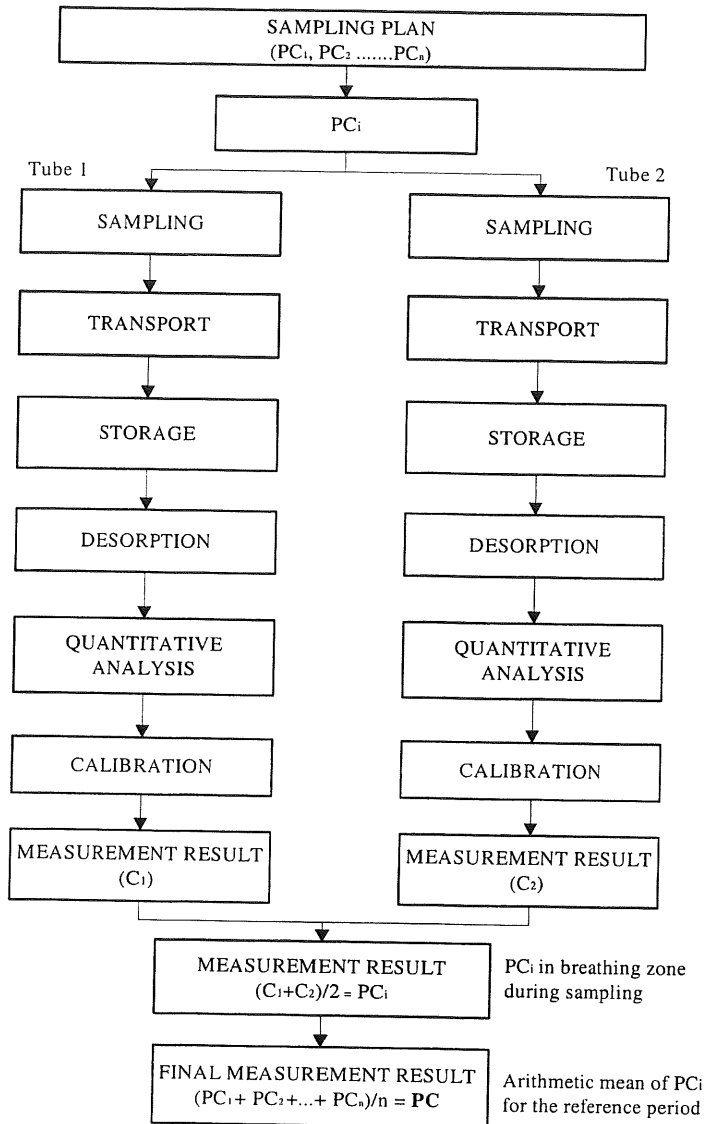 SAMPLING PLAN
(PC₁, PC₂ .......PCₙ)
PCᵢ
Tube 1
Tube 2
SAMPLING
TRANSPORT
STORAGE
DESORPTION
QUANTITATIVE
ANALYSIS
CALIBRATION
MEASUREMENT RESULT
(C₁)
SAMPLING
TRANSPORT
STORAGE
DESORPTION
QUANTITATIVE
ANALYSIS
CALIBRATION
MEASUREMENT RESULT
(C₂)
MEASUREMENT RESULT
(C₁+C₂)/2 = PCᵢ
PCᵢ in breathing zone
during sampling
FINAL MEASUREMENT RESULT
(PC₁+ PC₂+...+ PCₙ)/n = PC
Arithmetic mean of PCᵢ
for the reference period